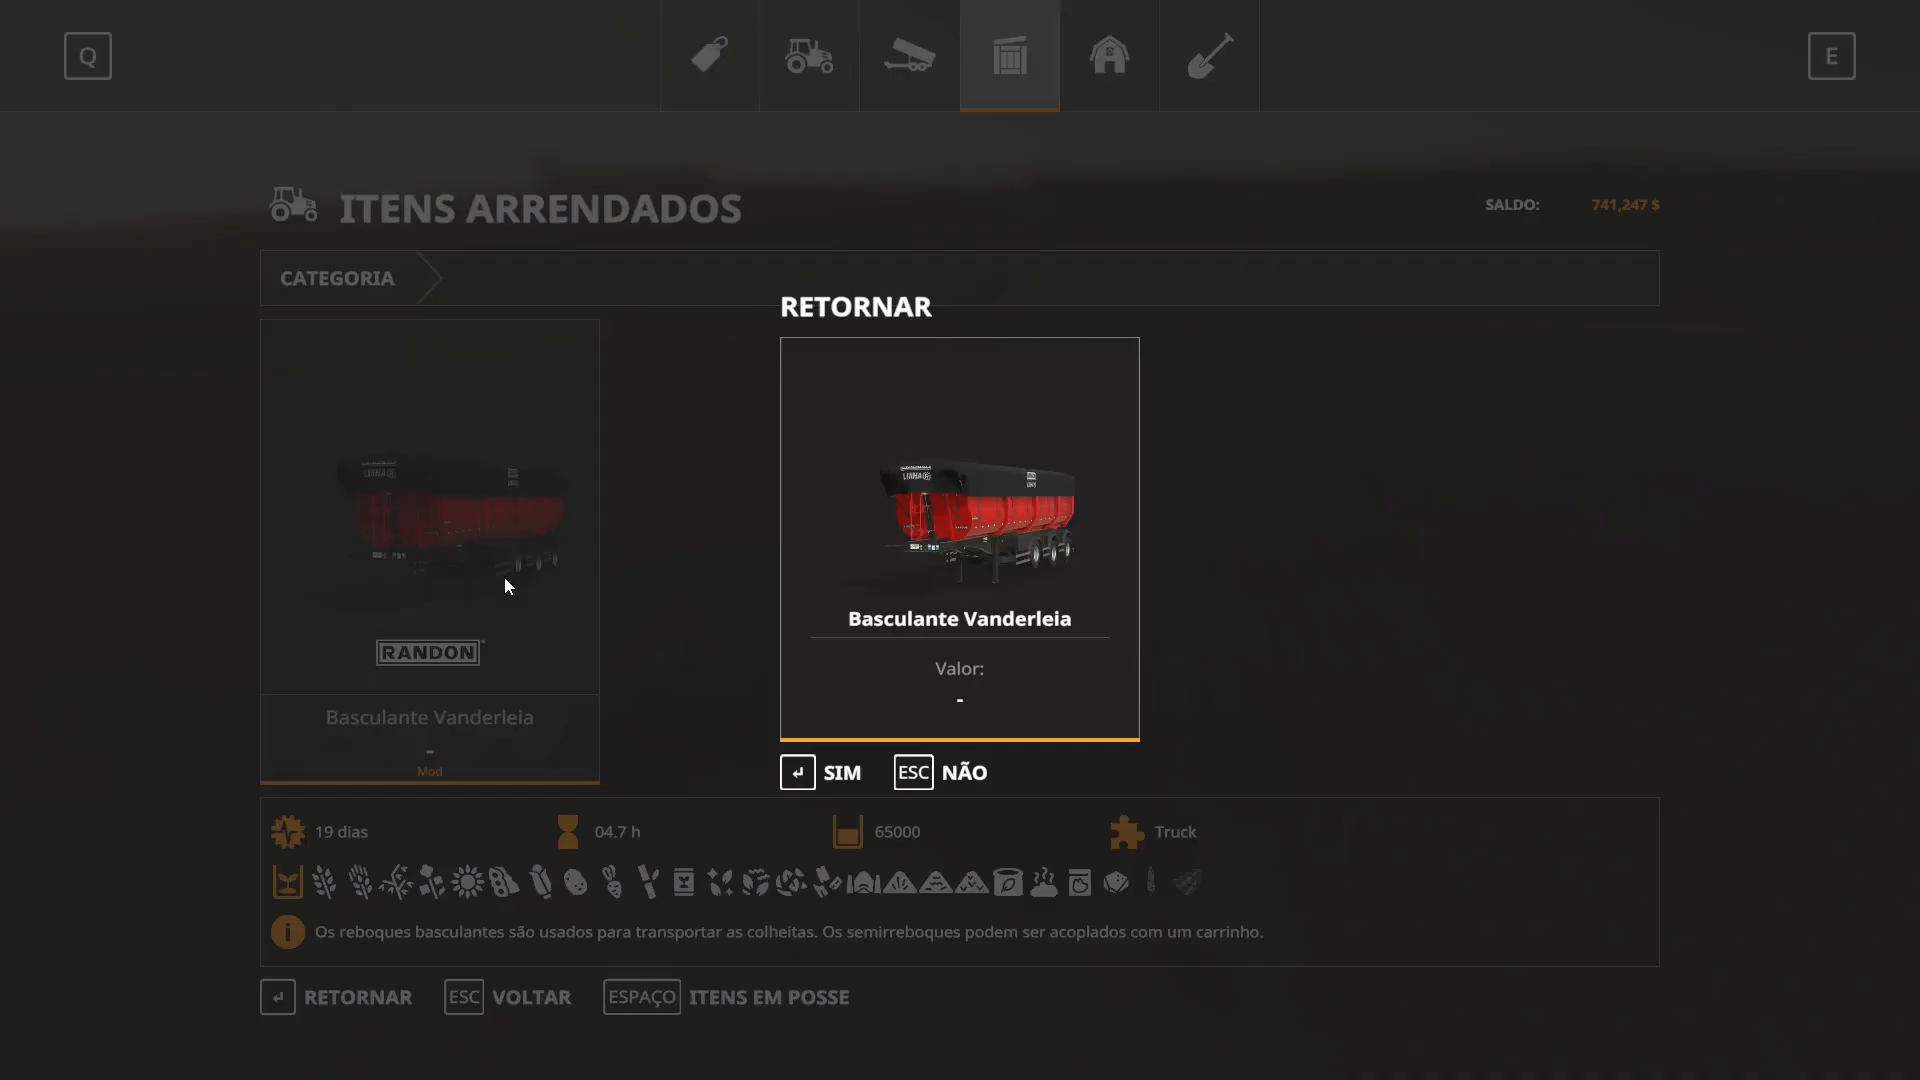 Q
E
ITENS ARRENDADOS
SALDO: 741,247 $
CATEGORIA
RETORNAR
RANDON
Basculante Vanderleia
-
Mod
Basculante Vanderleia
Valor:
-
SIM ESC NÃO
19 dias 04.7 h 65000 Truck
Os reboques basculantes são usados para transportar as colheitas. Os semirreboques podem ser acoplados com um carrinho.
RETORNAR ESC VOLTAR ESPAÇO ITENS EM POSSE